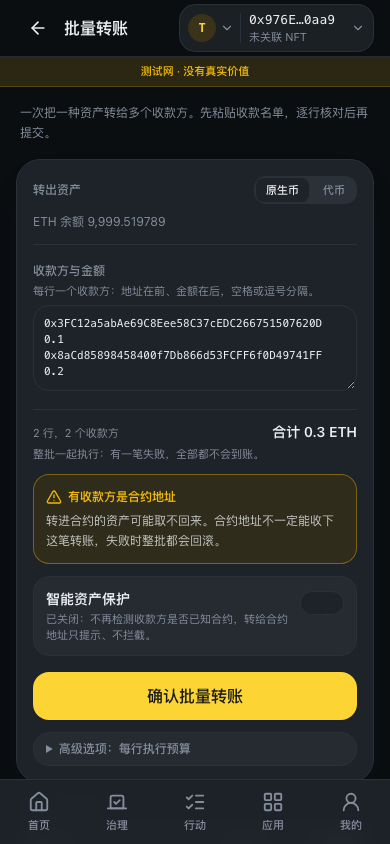 批量转账
T
0x976E…0aa9
未关联 NFT
测试网 · 没有真实价值
一次把一种资产转给多个收款方。先粘贴收款名单，逐行核对后再
提交。
转出资产
原生币
代币
ETH 余额 9,999.519789
收款方与金额
每行一个收款方：地址在前、金额在后，空格或逗号分隔。
0x3FC12a5abAe69C8Eee58C37cEDC266751507620D
0.1
0x8aCd85898458400f7Db866d53FCFF6f0D49741FF
0.2
2 行，2 个收款方
合计 0.3 ETH
整批一起执行：有一笔失败，全部都不会到账。
有收款方是合约地址
转进合约的资产可能取不回来。合约地址不一定能收下
这笔转账，失败时整批都会回滚。
智能资产保护
已关闭：不再检测收款方是否已知合约，转给合约
地址只提示、不拦截。
确认批量转账
高级选项：每行执行预算
首页
治理
行动
应用
我的